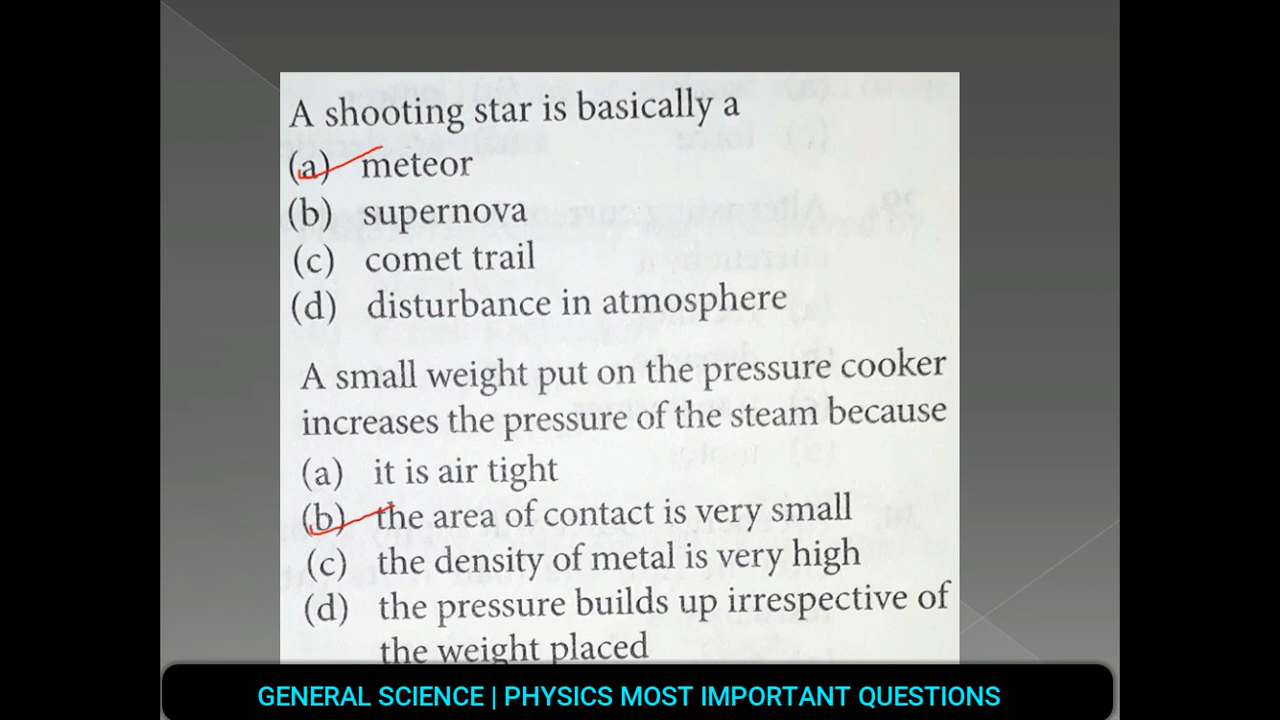 A shooting star is basically a
(a) meteor
(b) supernova
(c) comet trail
(d) disturbance in atmosphere
A small weight put on the pressure cooker
increases the pressure of the steam because
(a) it is air tight
(b) the area of contact is very small
(c) the density of metal is very high
(d) the pressure builds up irrespective of
the weight placed
GENERAL SCIENCE | PHYSICS MOST IMPORTANT QUESTIONS